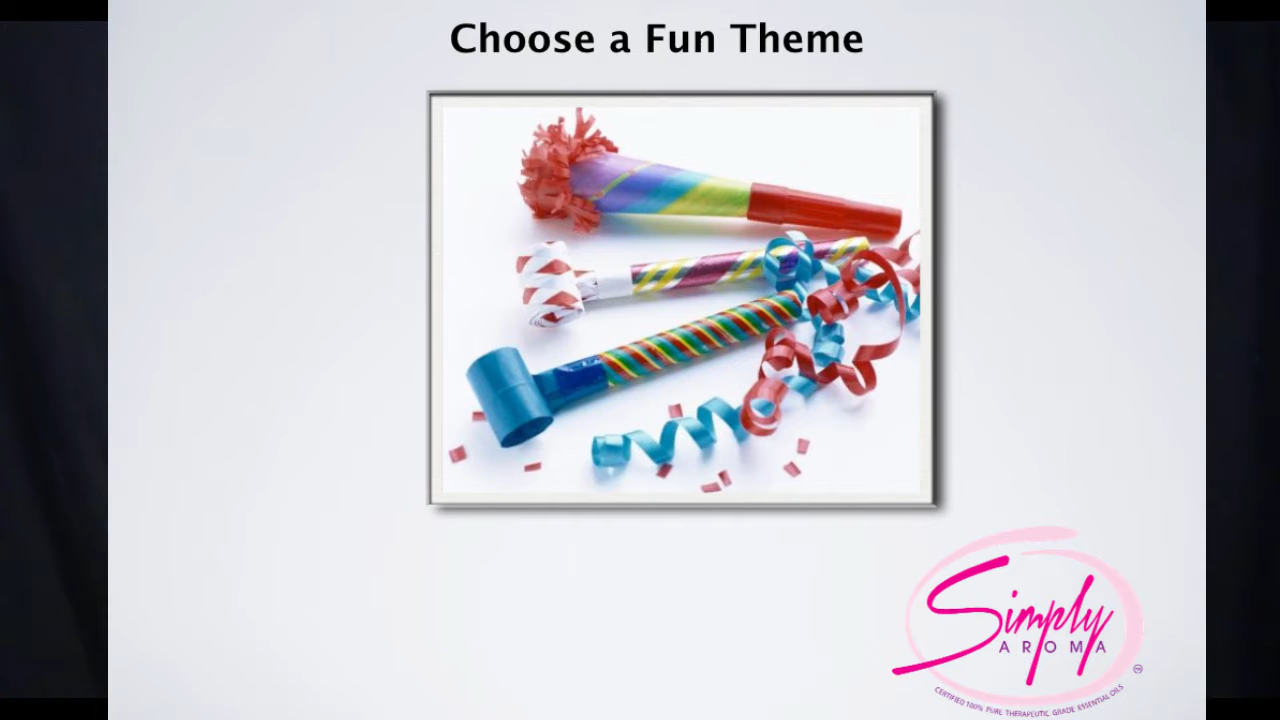 Choose a Fun Theme
Simply
AROMA
CERTIFIED 100% PURE THERAPEUTIC GRADE ESSENTIAL OILS